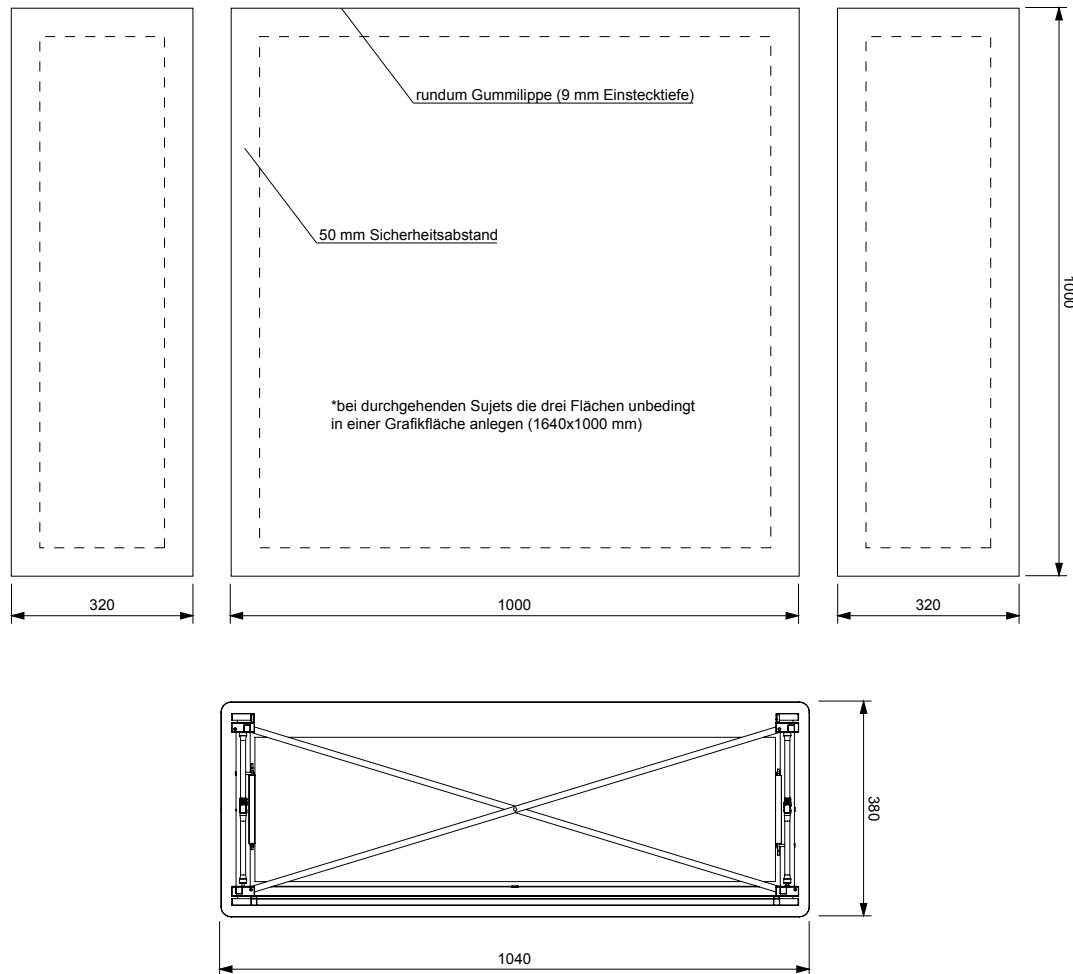 rundum Gummilippe (9 mm Einstecktiefe)
50 mm Sicherheitsabstand
1000
*bei durchgehenden Sujets die drei Flächen unbedingt
in einer Grafikfläche anlegen (1640x1000 mm)
320
1000
320
380
1040